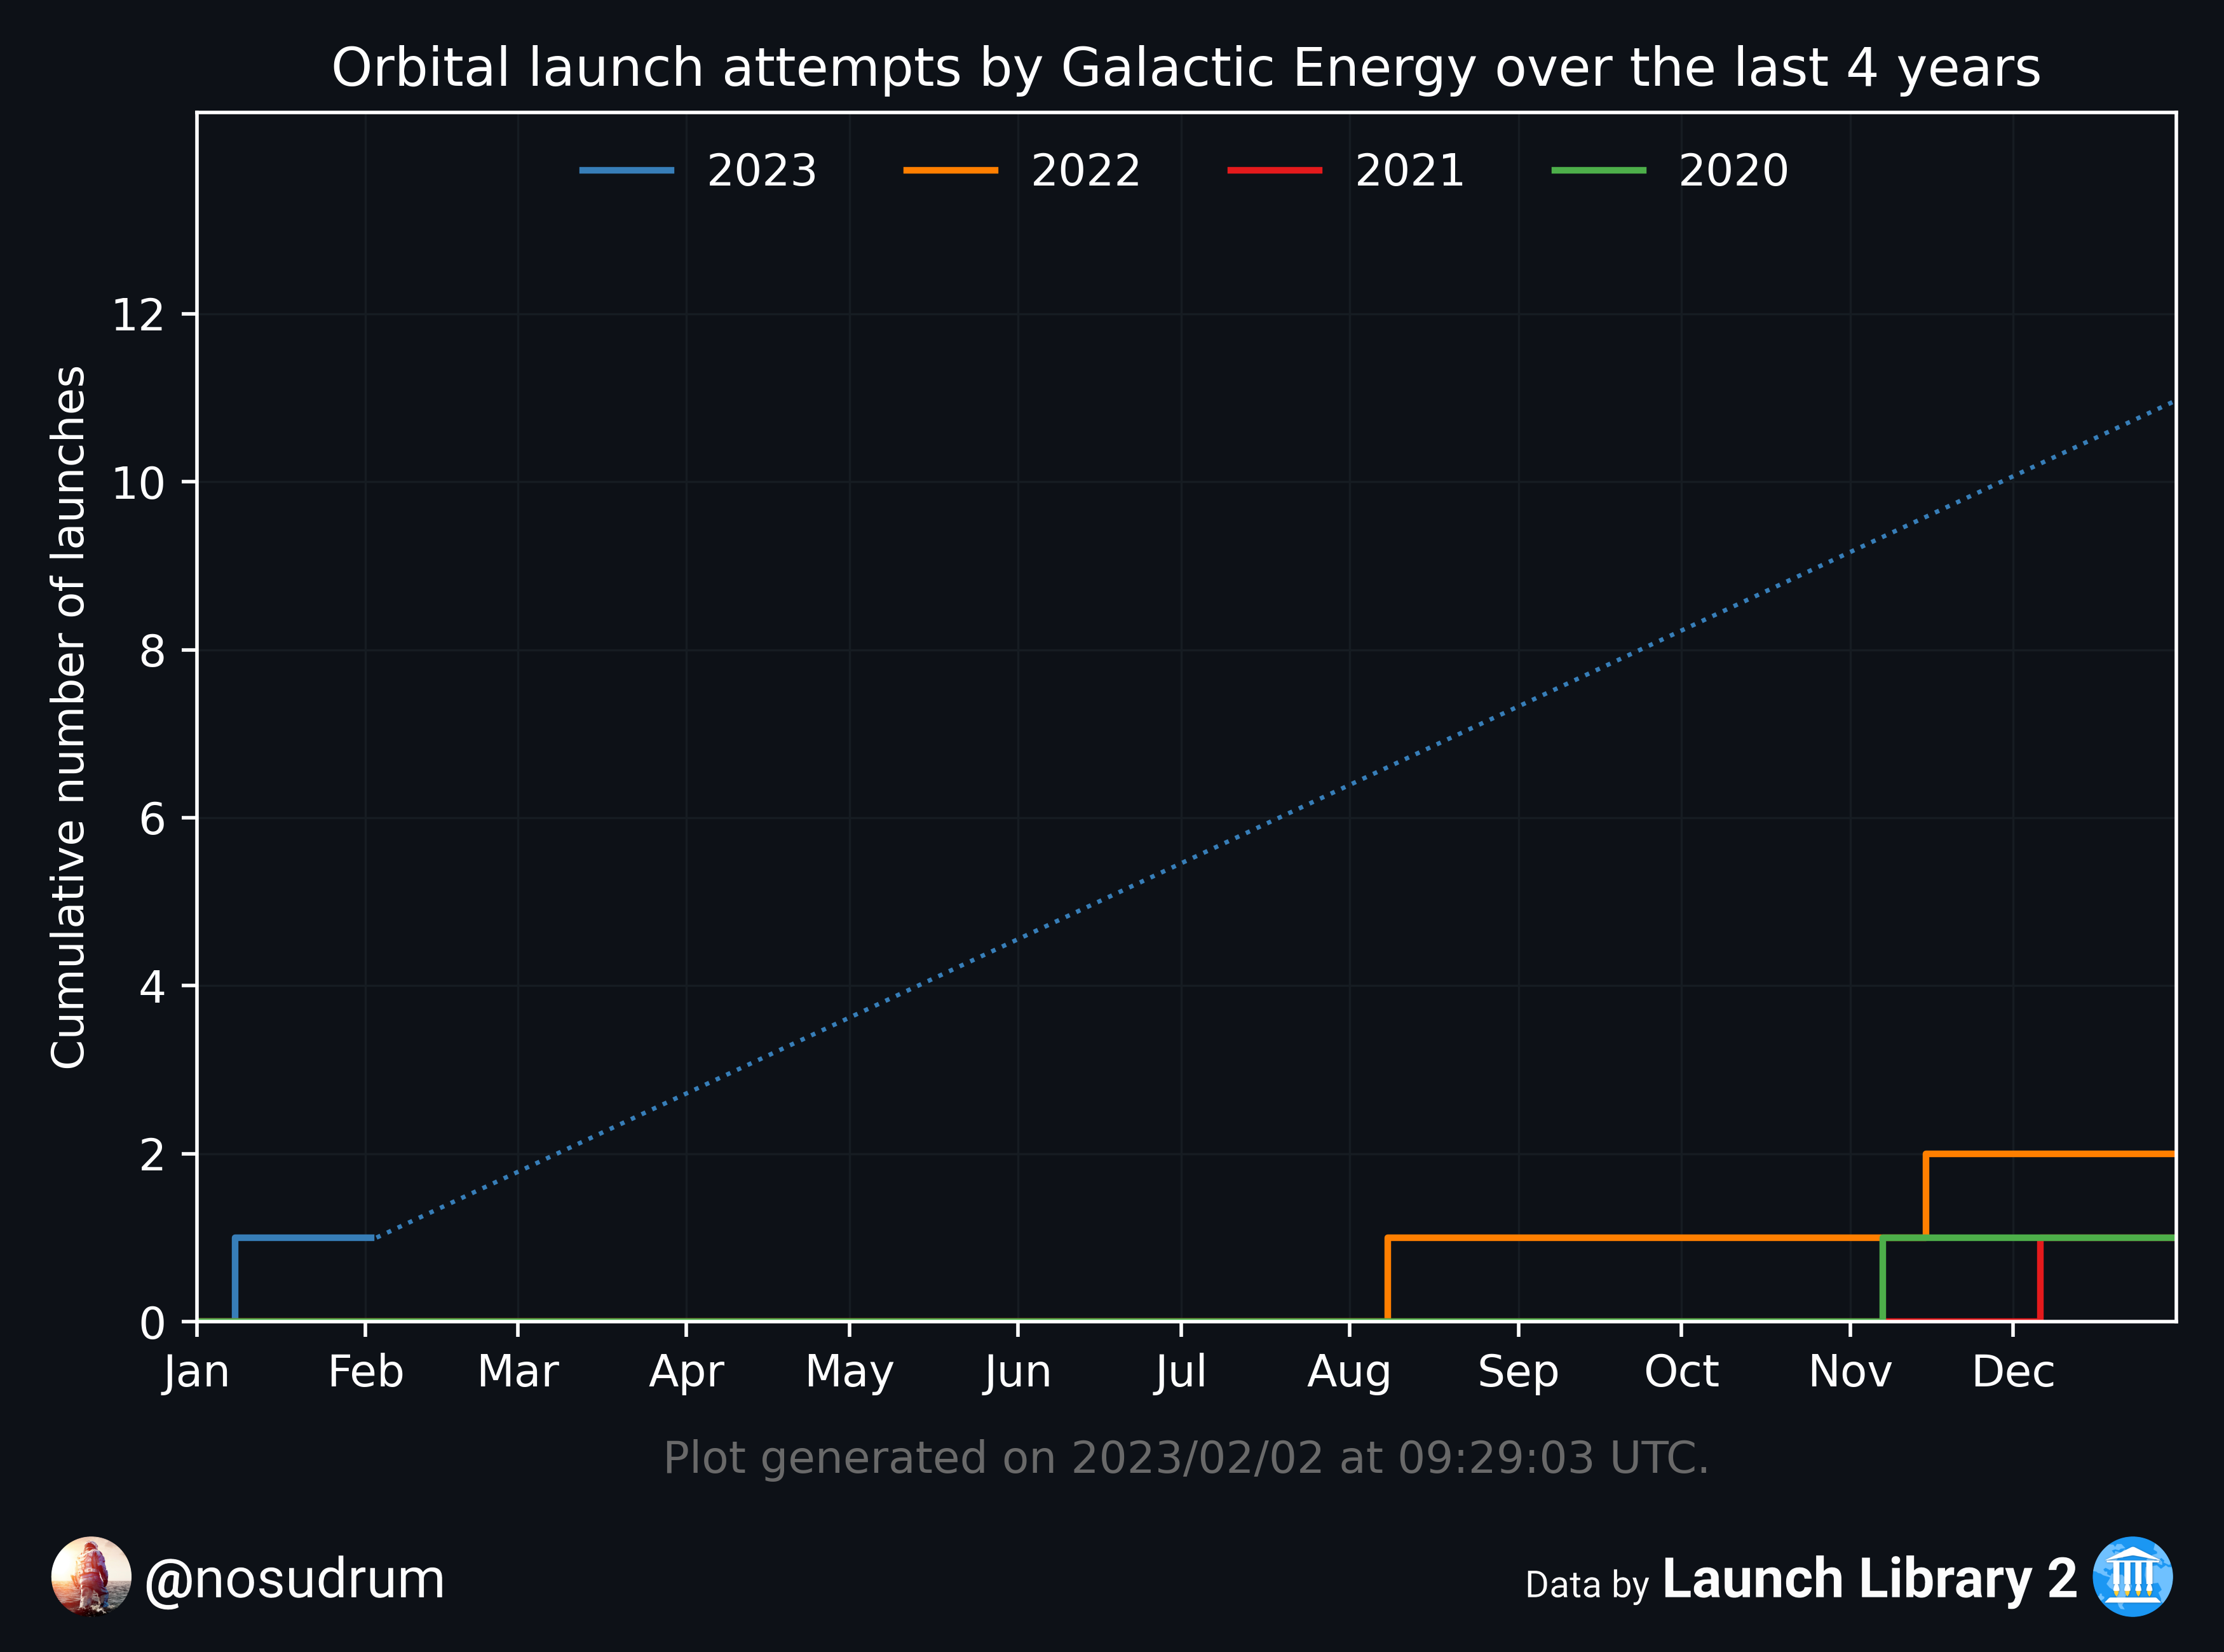 Orbital launch attempts by Galactic Energy over the last 4 years
2023 2022 2021 2020
Cumulative number of launches
12
10
8
6
4
2
0
Jan Feb Mar Apr May Jun Jul Aug Sep Oct Nov Dec
Plot generated on 2023/02/02 at 09:29:03 UTC.
@nosudrum
Data by Launch Library 2